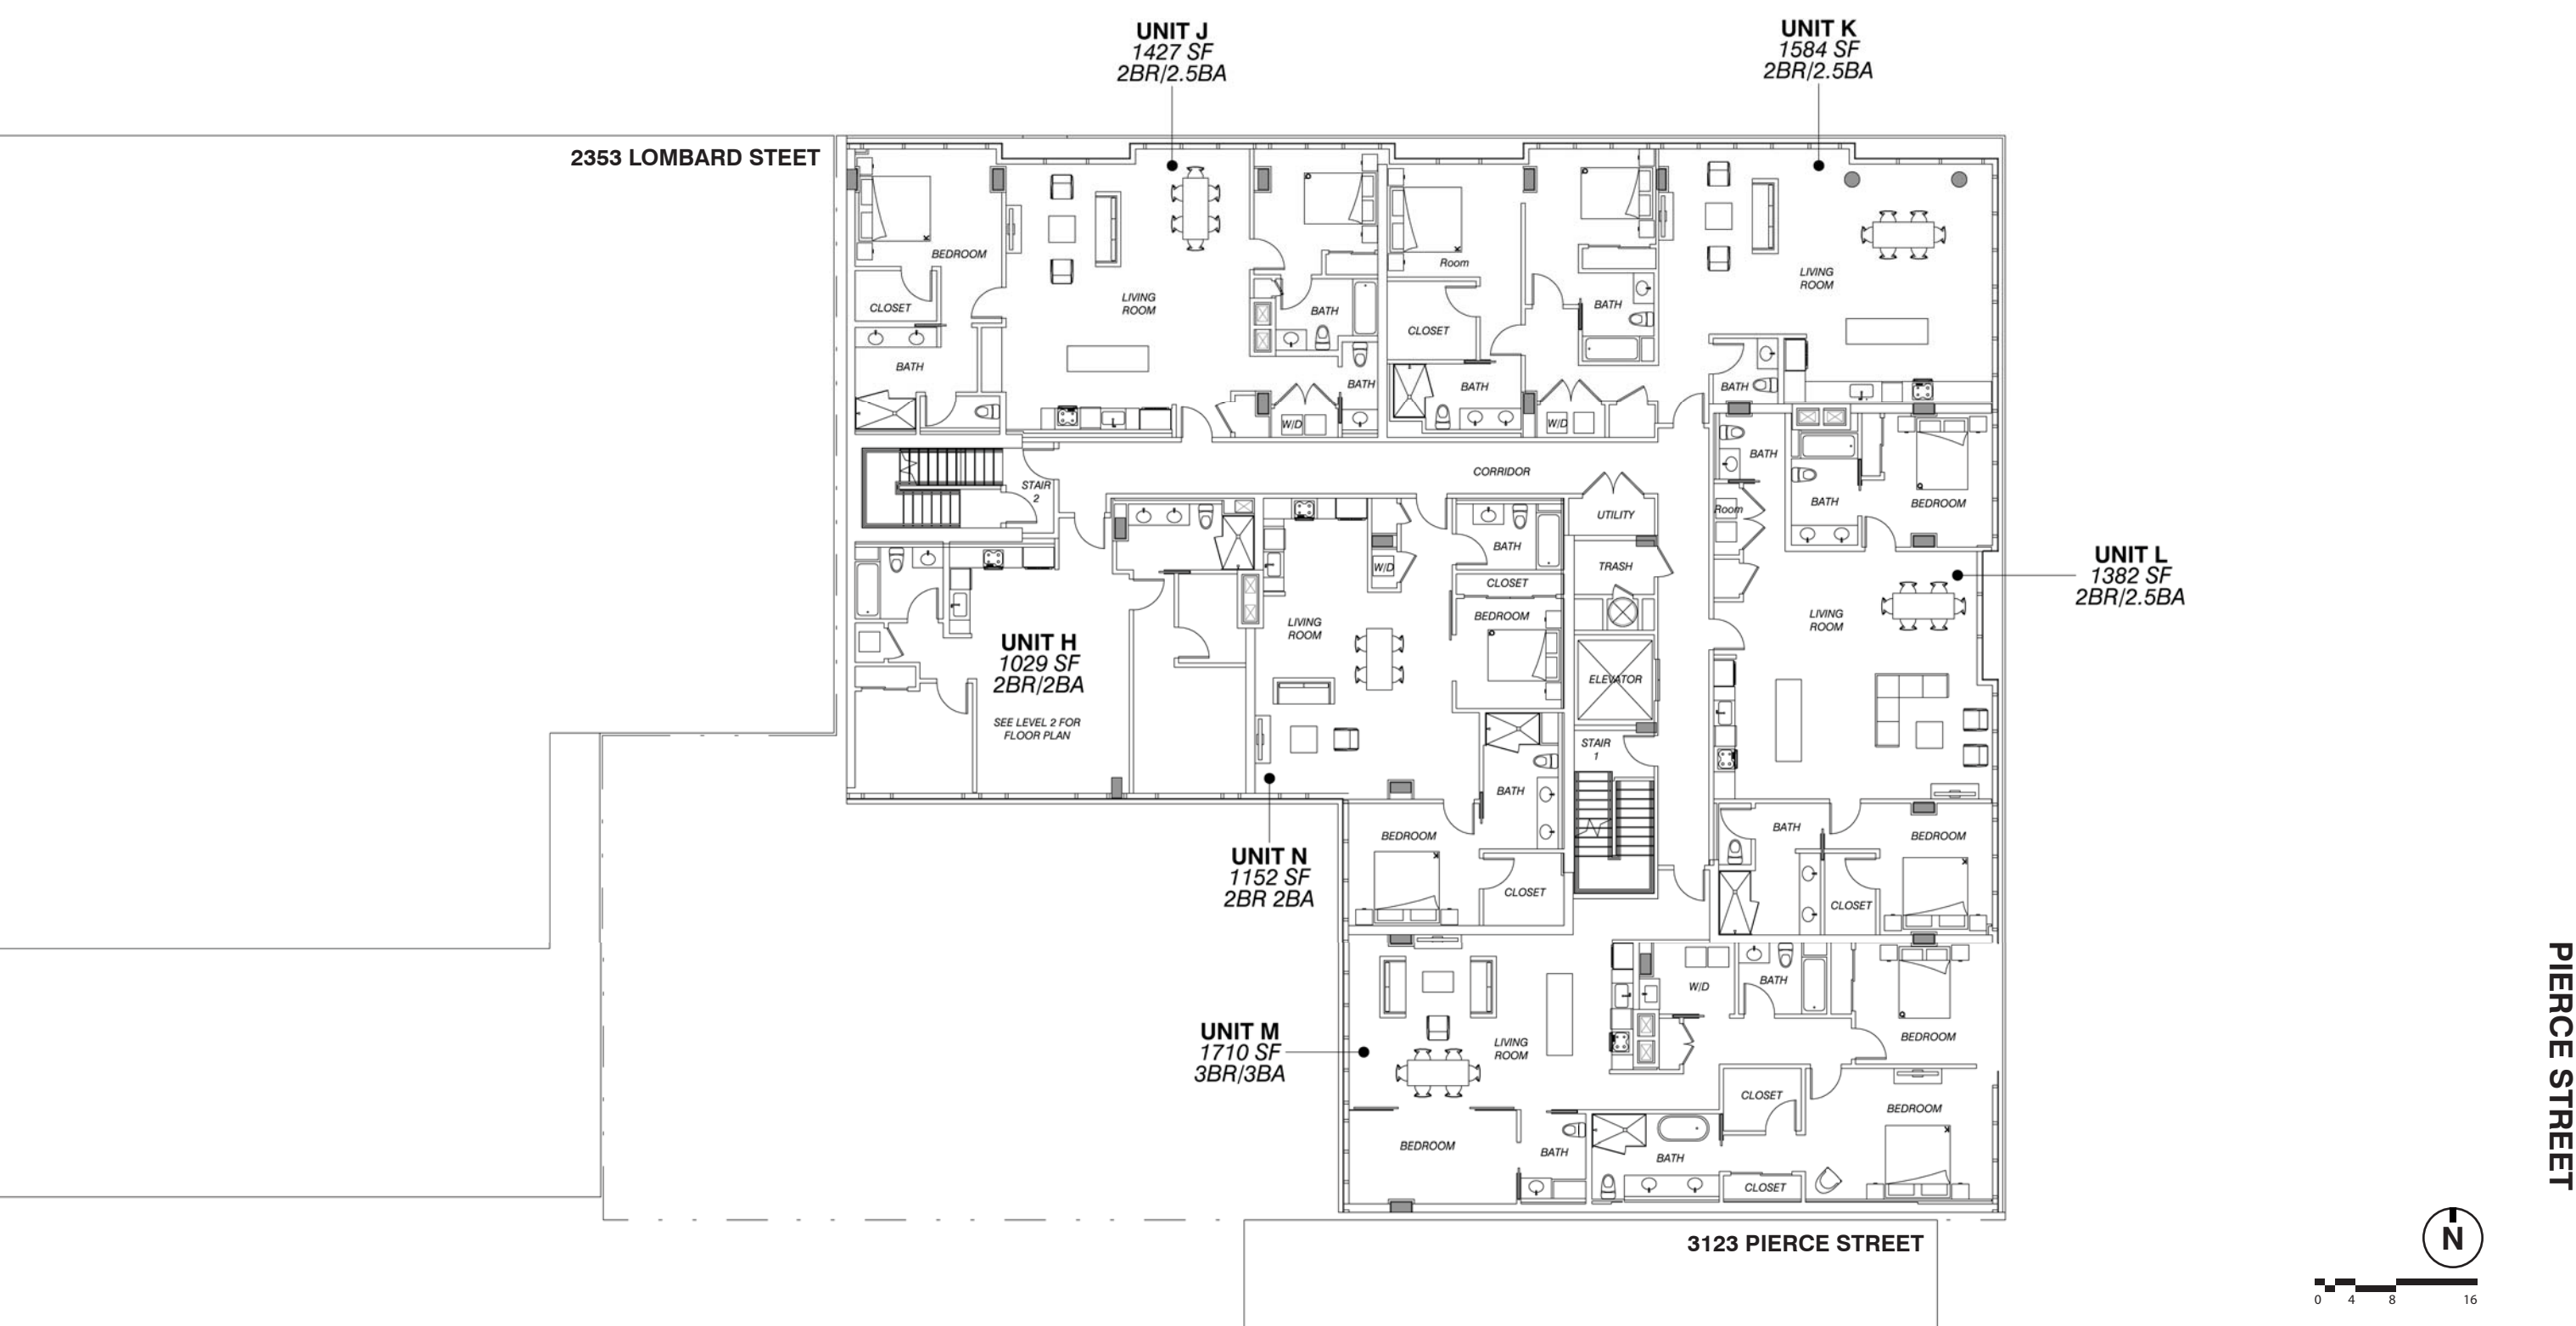 UNIT J
1427 SF
2BR/2.5BA
UNIT K
1584 SF
2BR/2.5BA
2353 LOMBARD STEET
BEDROOM
CLOSET
BATH
LIVING
ROOM
BATH
BATH
W/D
Room
CLOSET
BATH
BATH
W/D
LIVING
ROOM
BATH
CORRIDOR
STAIR
2
UTILITY
TRASH
ELEVATOR
STAIR
1
BATH
Room
BATH
BEDROOM
UNIT L
1382 SF
2BR/2.5BA
LIVING
ROOM
BATH
CLOSET
BEDROOM
UNIT H
1029 SF
2BR/2BA
SEE LEVEL 2 FOR
FLOOR PLAN
W/D
LIVING
ROOM
BATH
CLOSET
BEDROOM
BATH
BEDROOM
CLOSET
UNIT N
1152 SF
2BR 2BA
UNIT M
1710 SF
3BR/3BA
LIVING
ROOM
W/D
BATH
BEDROOM
CLOSET
BEDROOM
BEDROOM
BATH
BATH
CLOSET
3123 PIERCE STREET
PIERCE STREET
N
0 4 8 16